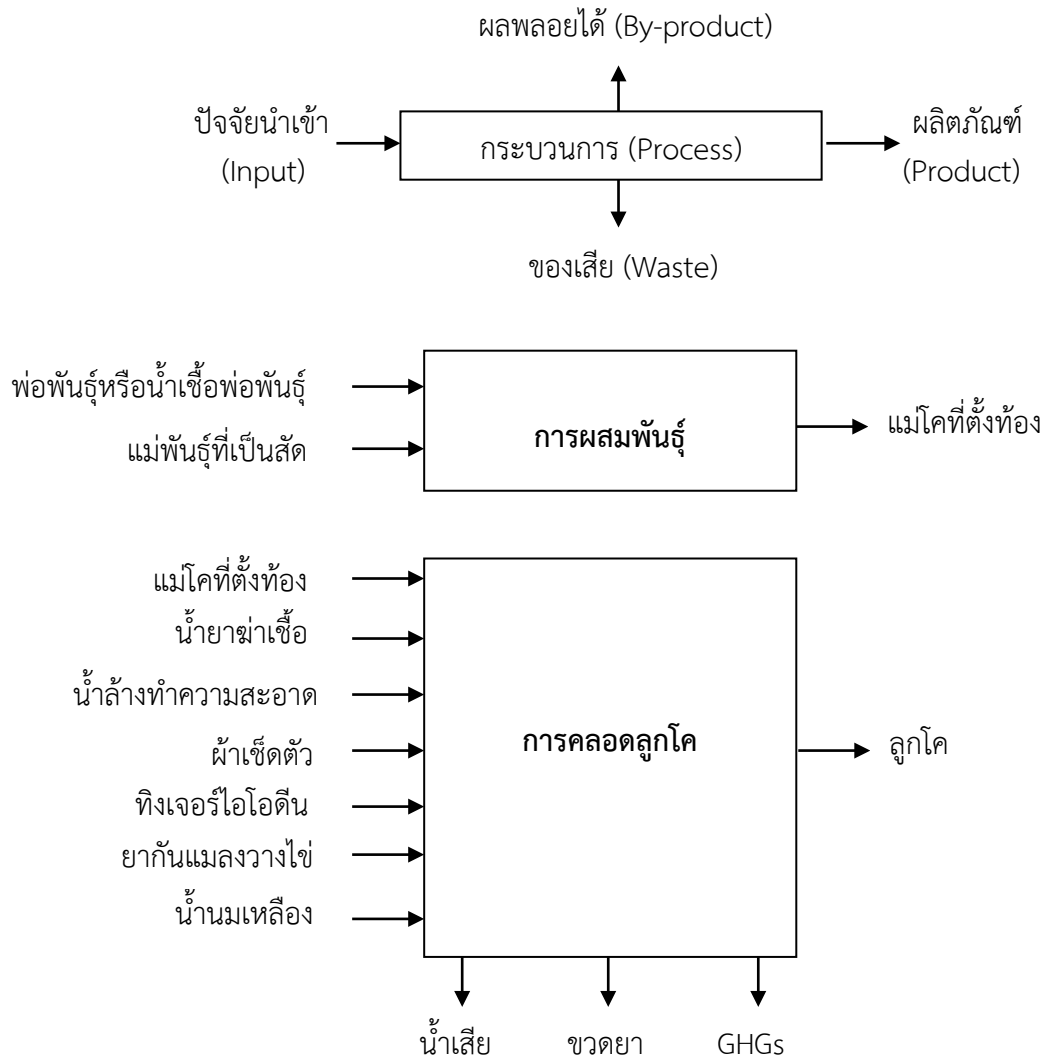 ผลพลอยได้ (By-product)
ปัจจัยนำเข้า
(Input)
กระบวนการ (Process)
ผลิตภัณฑ์
(Product)
ของเสีย (Waste)
พ่อพันธุ์หรือน้ำเชื้อพ่อพันธุ์
แม่พันธุ์ที่เป็นสัด
การผสมพันธุ์
แม่โคที่ตั้งท้อง
แม่โคที่ตั้งท้อง
น้ำยาฆ่าเชื้อ
น้ำล้างทำความสะอาด
ผ้าเช็ดตัว
ทิงเจอร์ไอโอดีน
ยากันแมลงวางไข่
น้ำนมเหลือง
การคลอดลูกโค
ลูกโค
น้ำเสีย
ขวดยา
GHGs